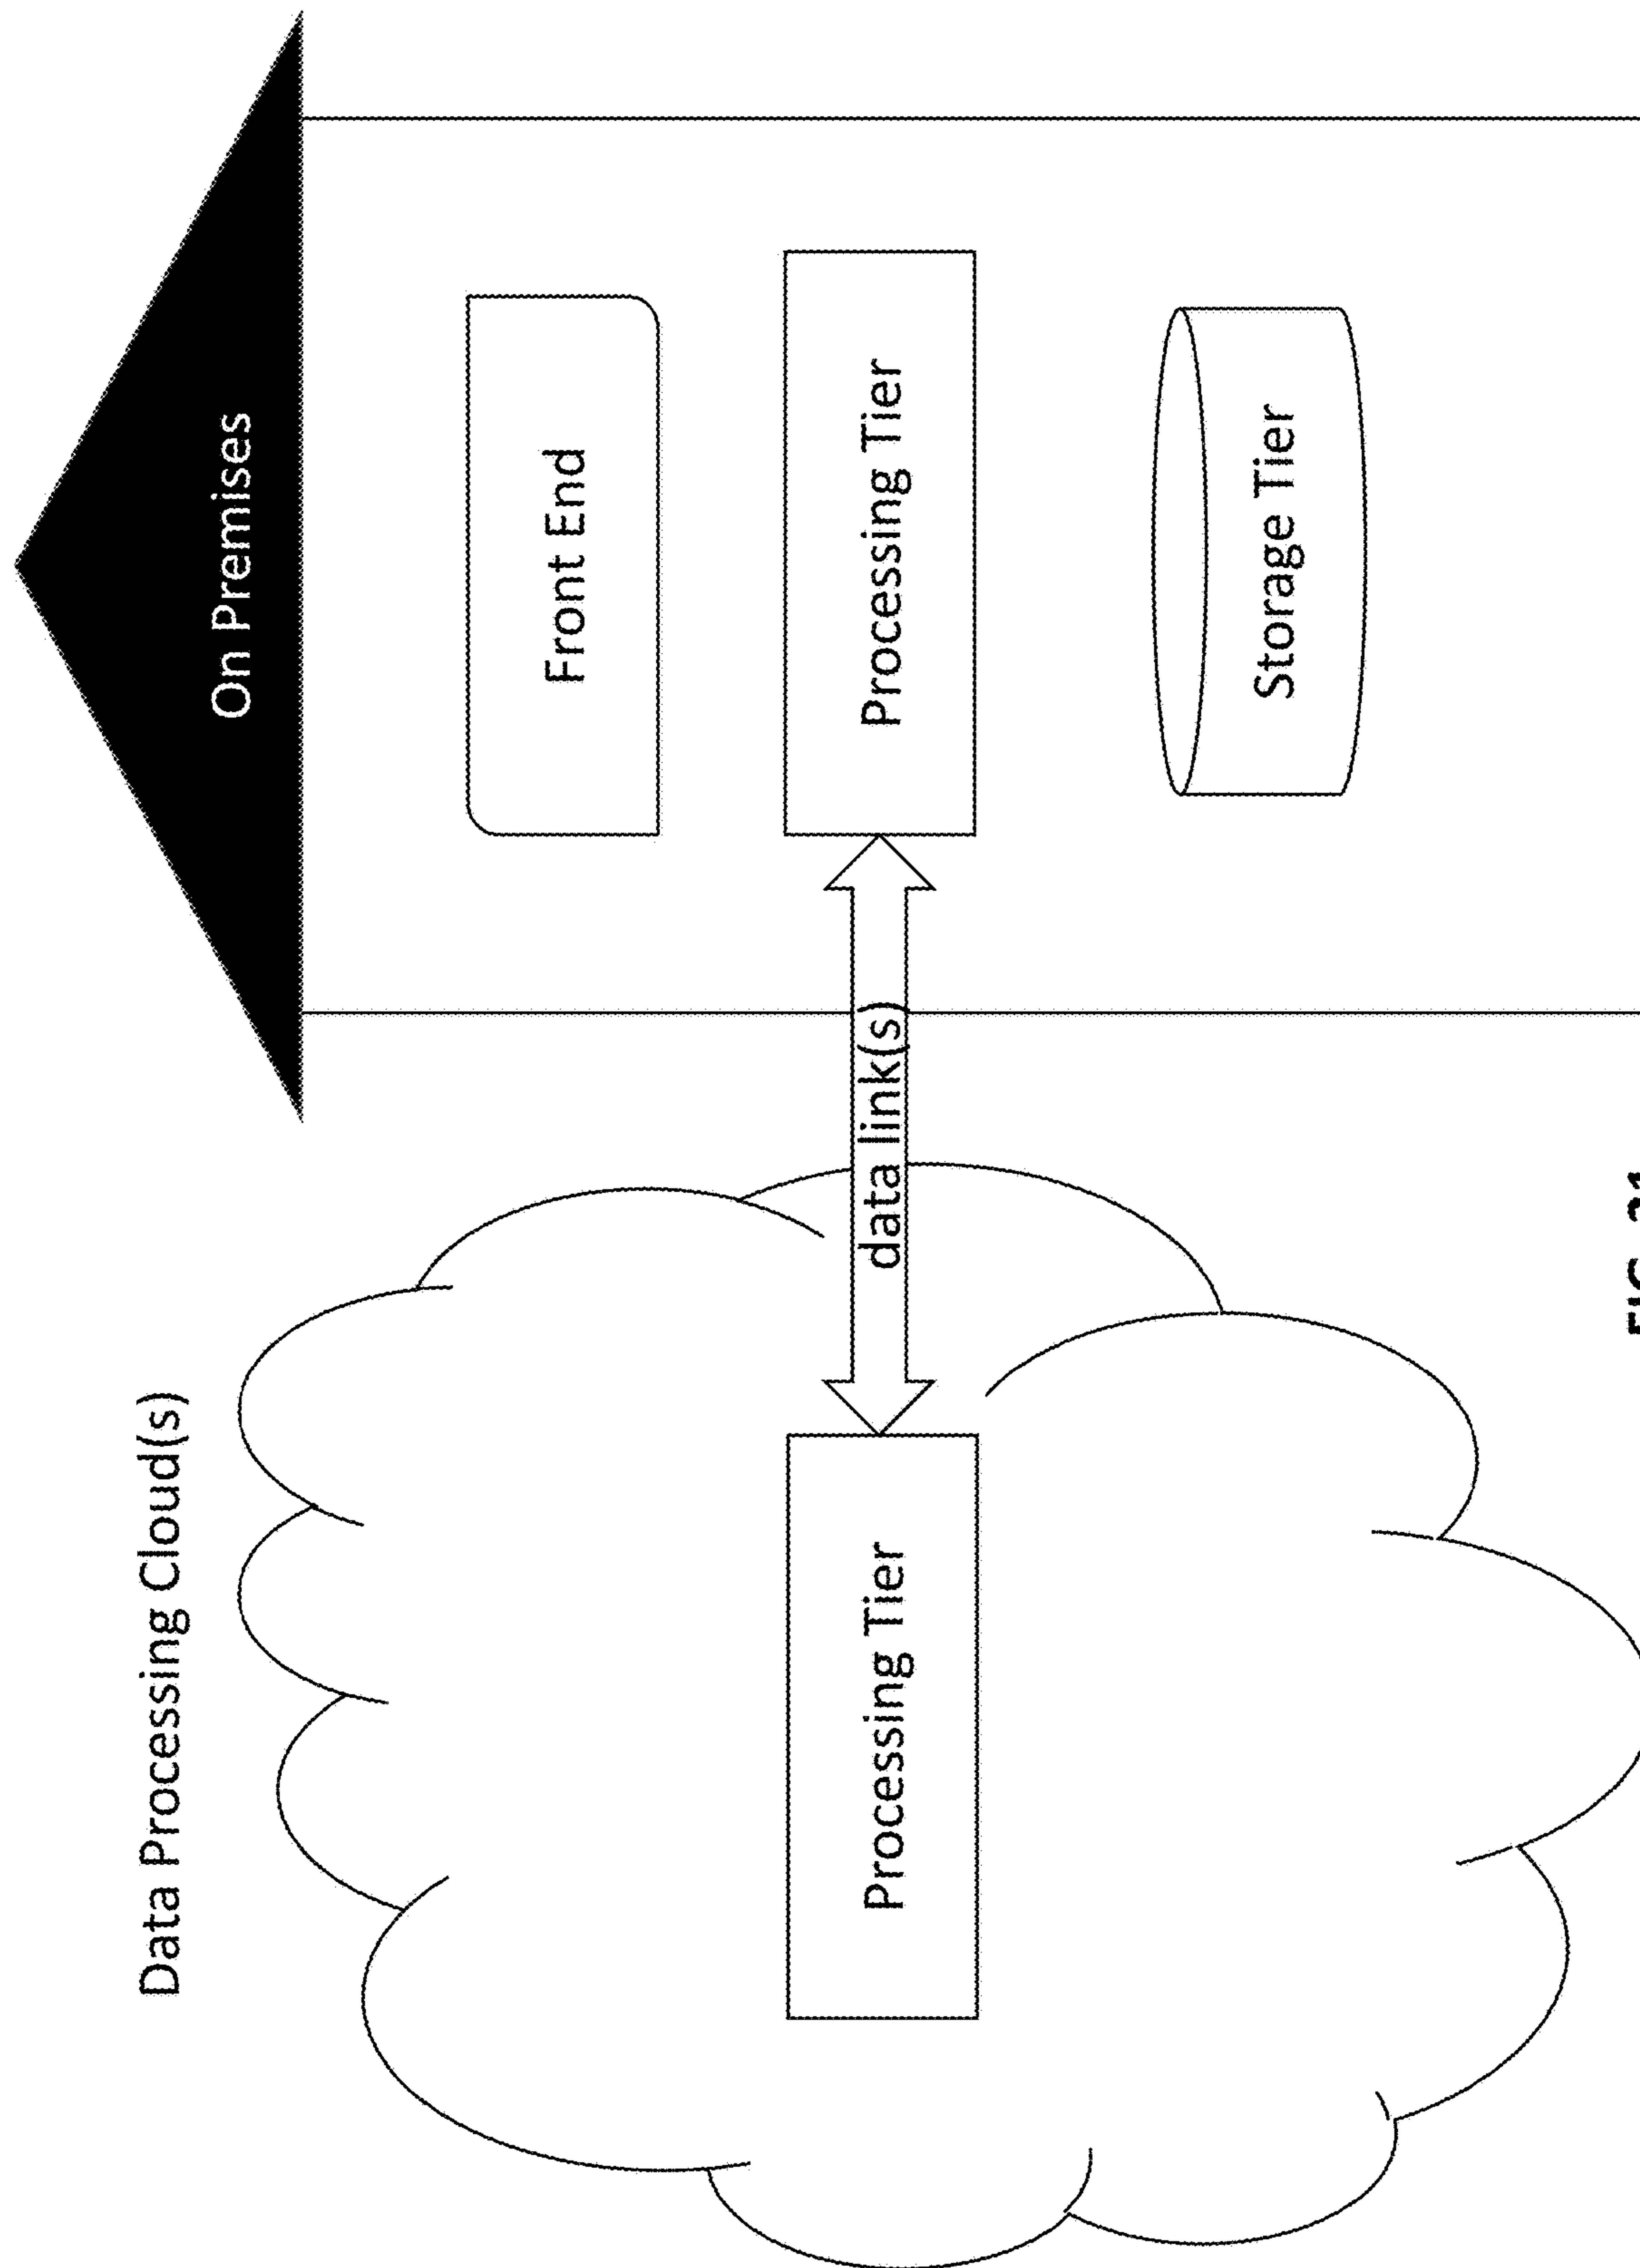 Data Processing Cloud(s)
On Premises
Front End
Processing Tier
data link(s)
Processing Tier
Storage Tier